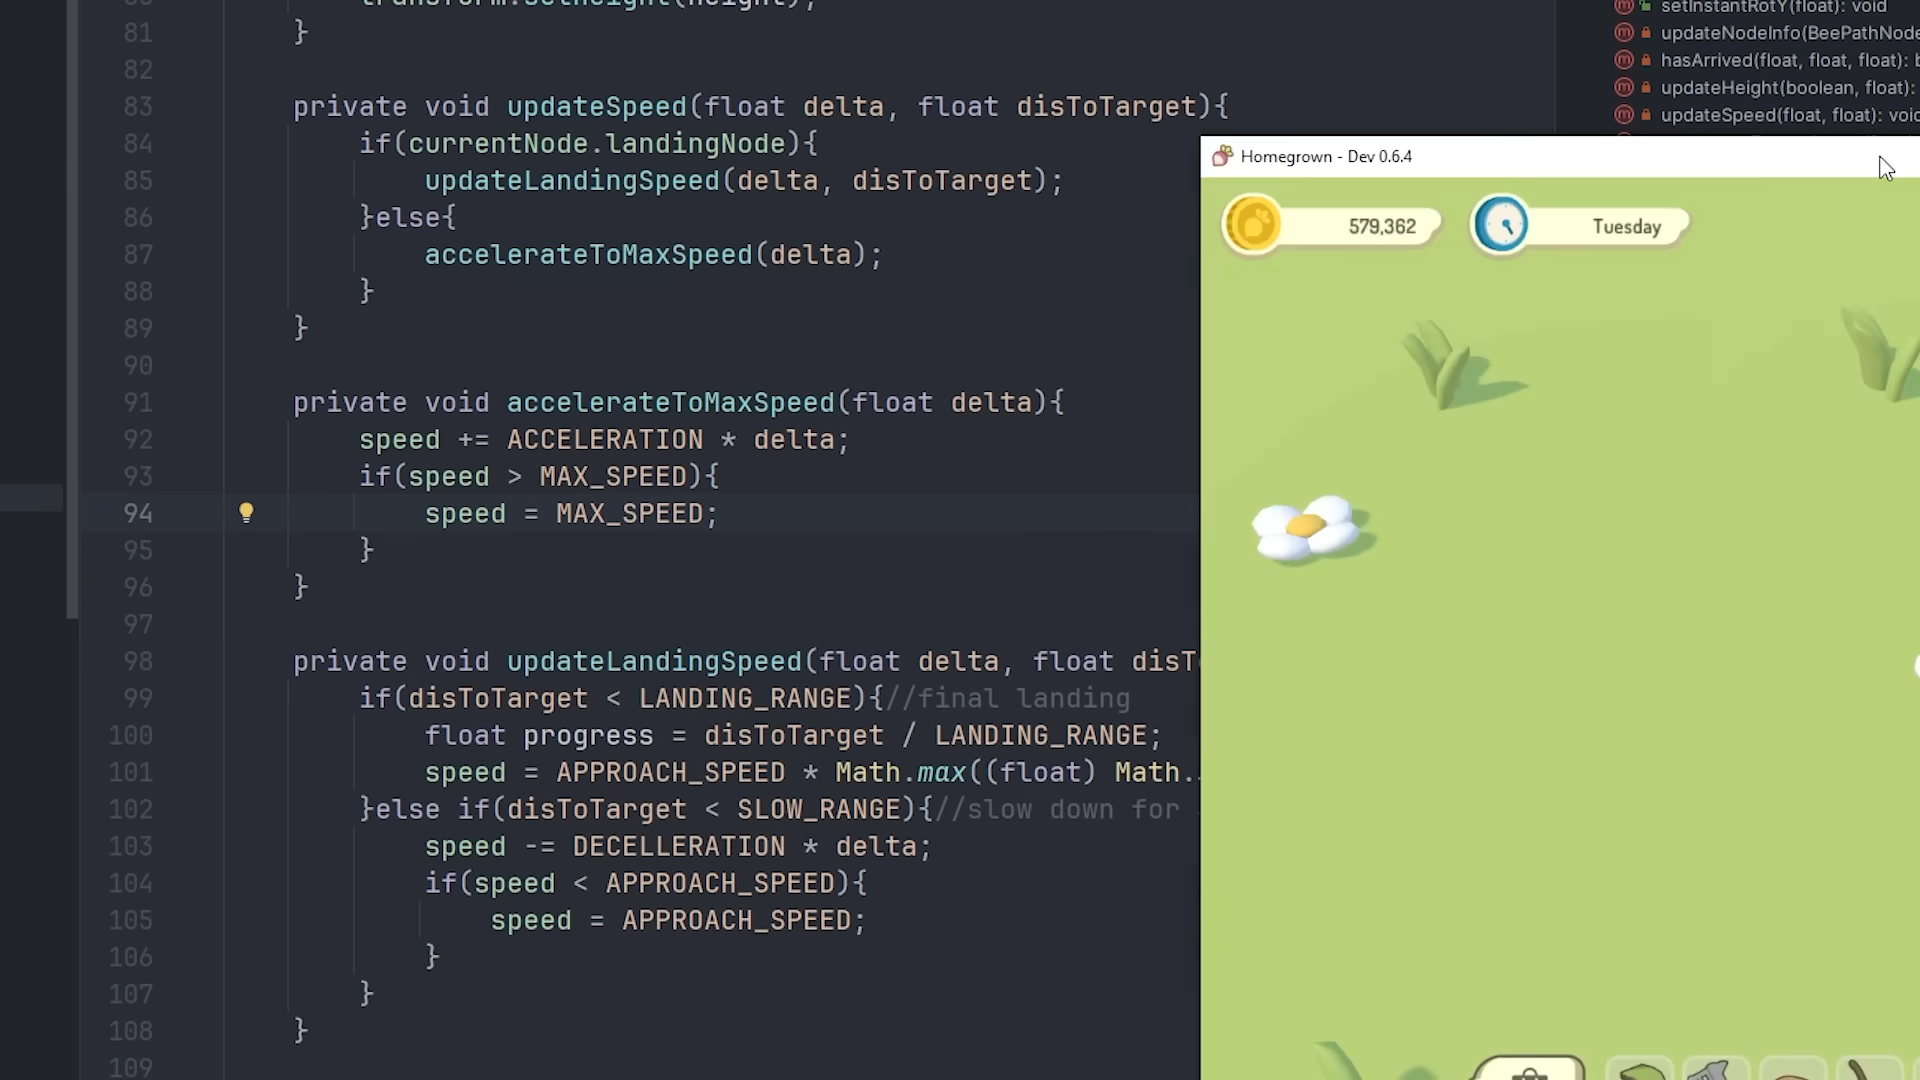 81 }
82
83 private void updateSpeed(float delta, float disToTarget){
84 if(currentNode.landingNode){
85 updateLandingSpeed(delta, disToTarget);
86 }else{
87 accelerateToMaxSpeed(delta);
88 }
89 }
90
91 private void accelerateToMaxSpeed(float delta){
92 speed += ACCELERATION * delta;
93 if(speed > MAX_SPEED){
94 speed = MAX_SPEED;
95 }
96 }
97
98 private void updateLandingSpeed(float delta, float disT
99 if(disToTarget < LANDING_RANGE){//final landing
100 float progress = disToTarget / LANDING_RANGE;
101 speed = APPROACH_SPEED * Math.max((float) Math.
102 }else if(disToTarget < SLOW_RANGE){//slow down for
103 speed -= DECELLERATION * delta;
104 if(speed < APPROACH_SPEED){
105 speed = APPROACH_SPEED;
106 }
107 }
108 }
109
setInstantRotY(float): void
updateNodeInfo(BeePathNode
hasArrived(float, float, float): b
updateHeight(boolean, float):
updateSpeed(float, float): void
Homegrown - Dev 0.6.4
579,362
Tuesday